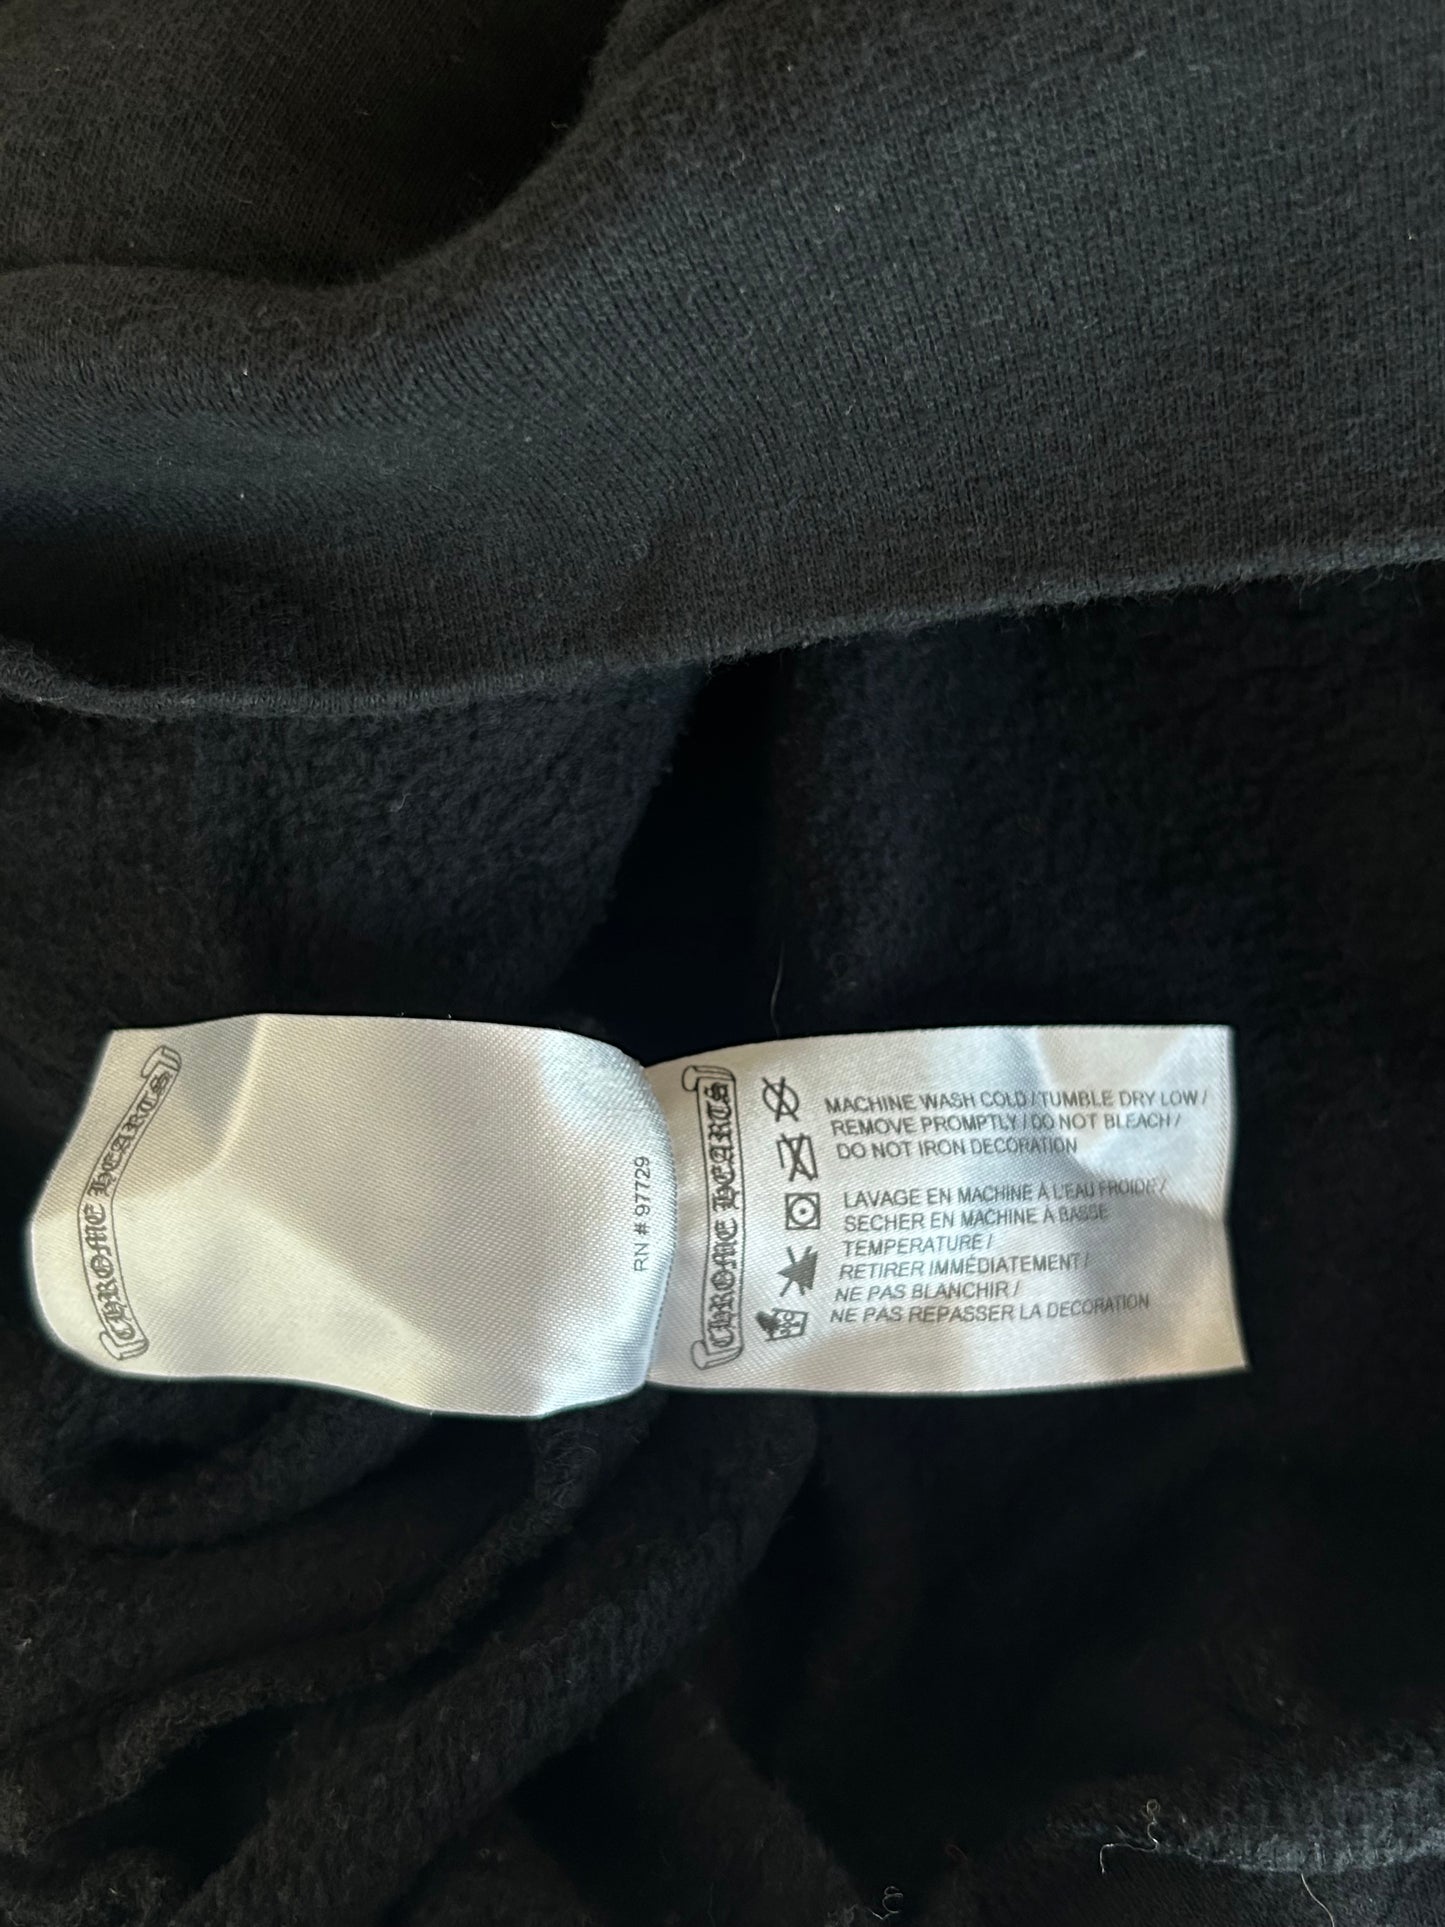 CHROME HEARTS
RN # 97729
CHROME HEARTS
MACHINE WASH COLD / TUMBLE DRY LOW /
REMOVE PROMPTLY / DO NOT BLEACH /
DO NOT IRON DECORATION
LAVAGE EN MACHINE À L'EAU FROIDE /
SECHER EN MACHINE À BASSE
TEMPERATURE /
RETIRER IMMÉDIATEMENT /
NE PAS BLANCHIR /
NE PAS REPASSER LA DECORATION